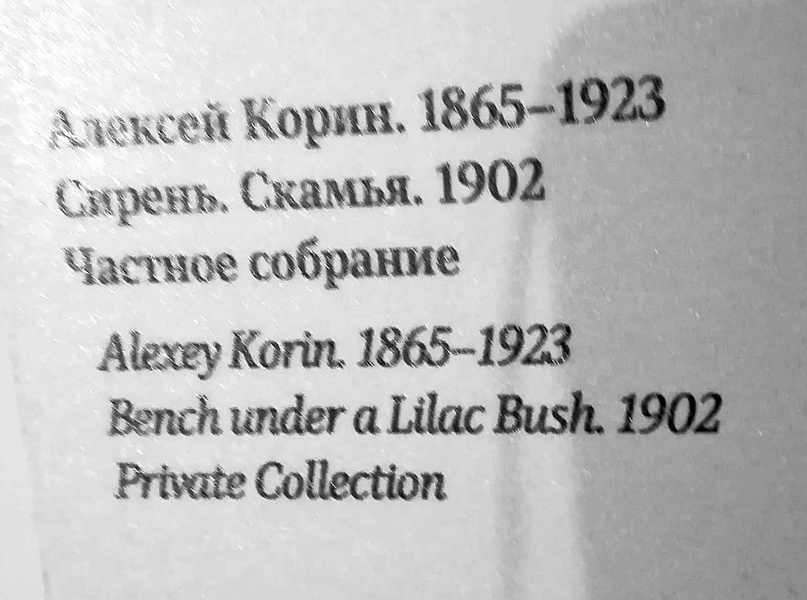 Алексей Корин. 1865–1923
Сирень. Скамья. 1902
Частное собрание
Alexey Korin. 1865–1923
Bench under a Lilac Bush. 1902
Private Collection